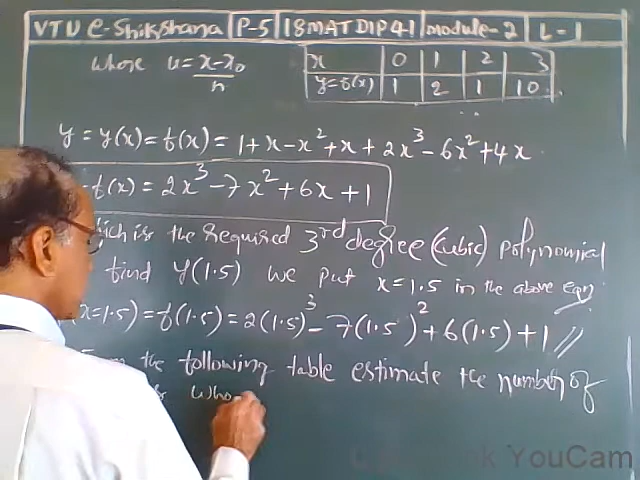 VTU e-Shikshana | P-5 | 18MATDIP41 | module-2 | L-1
where u = x-x₀/h
x 0 1 2 3
y=f(x) 1 2 1 10
y = y(x) = f(x) = 1+x-x²+x+2x³-6x²+4x
f(x) = 2x³-7x²+6x+1
which is the required 3rd degree (cubic) polynomial
find y(1.5) we put x=1.5 in the above eqn
(x=1.5) = f(1.5) = 2(1.5)³-7(1.5)²+6(1.5)+1//
the following table estimate the number of
who
YouCam